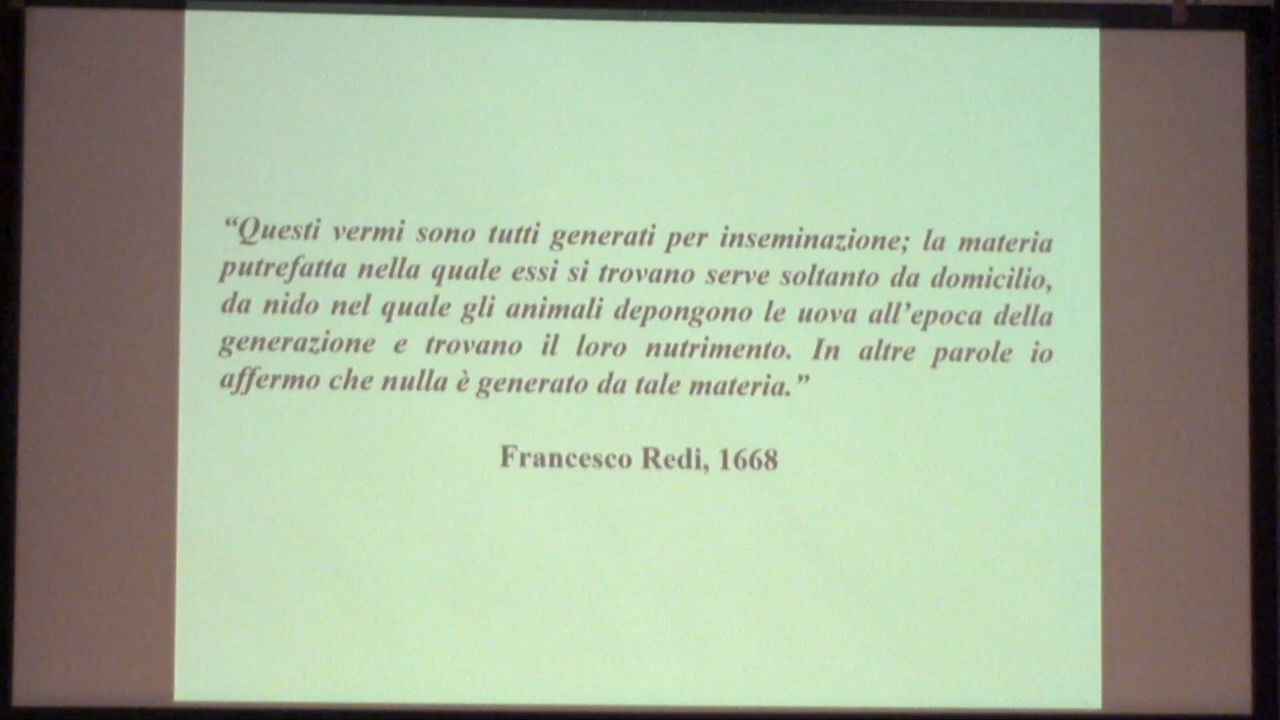 “Questi vermi sono tutti generati per inseminazione; la materia
putrefatta nella quale essi si trovano serve soltanto da domicilio,
da nido nel quale gli animali depongono le uova all’epoca della
generazione e trovano il loro nutrimento. In altre parole io
affermo che nulla è generato da tale materia.”
Francesco Redi, 1668